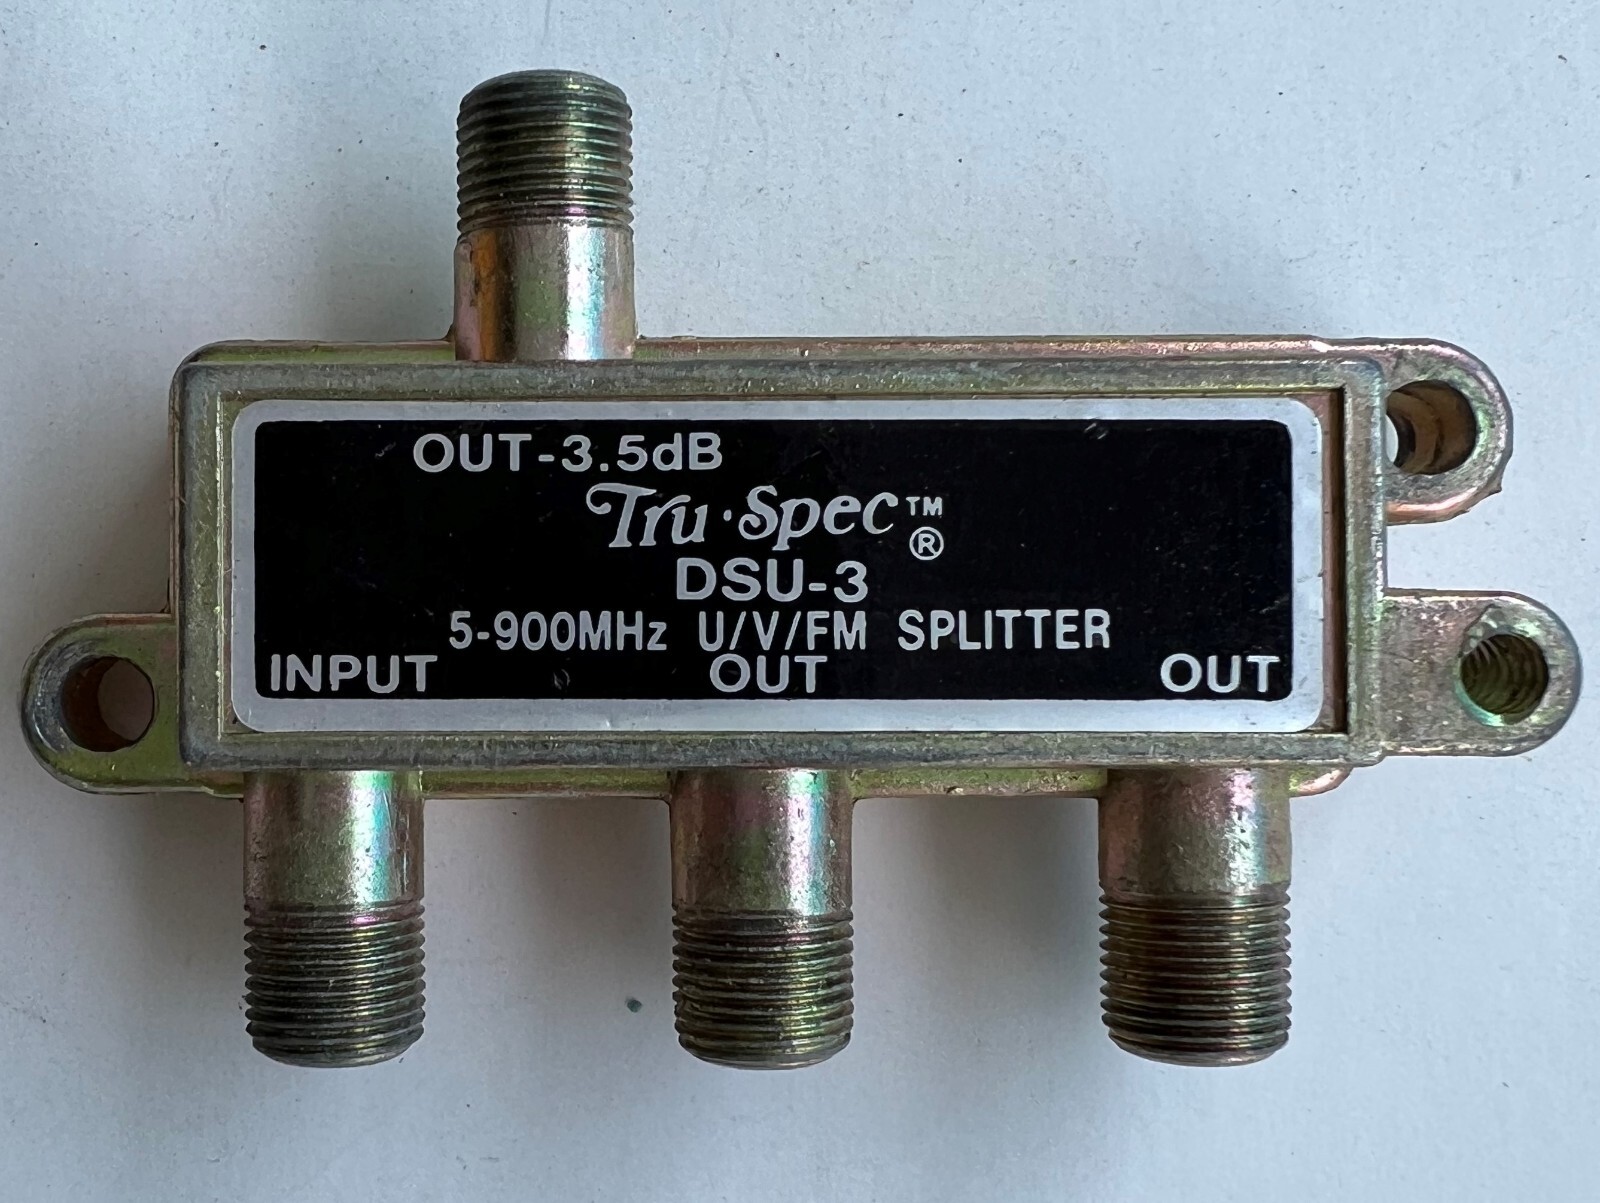 OUT-3.5dB
Tru·Spec™
®
DSU-3
5-900MHz U/V/FM SPLITTER
INPUT OUT OUT